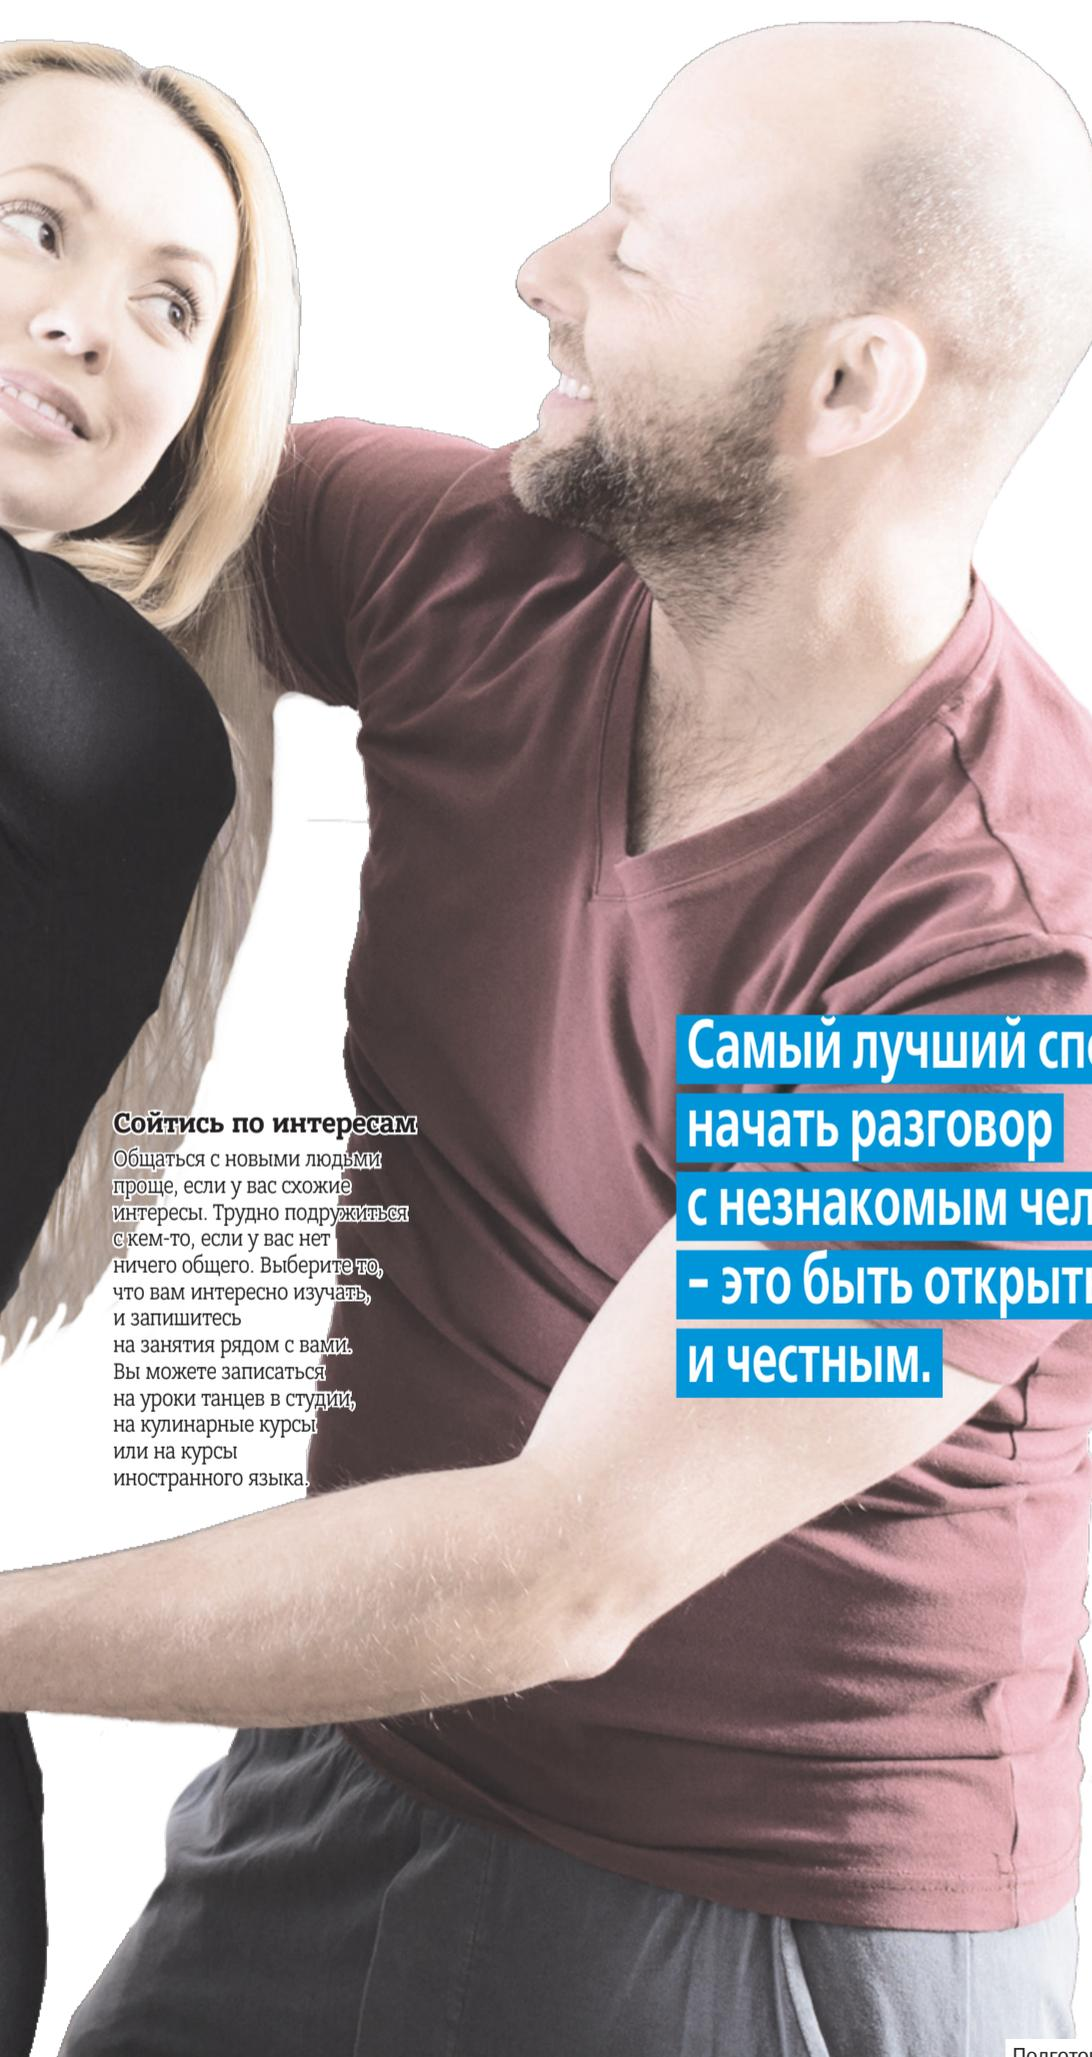 Сойтись по интересам
Общаться с новыми людьми
проще, если у вас схожие
интересы. Трудно подружиться
с кем-то, если у вас нет
ничего общего. Выберите то,
что вам интересно изучать,
и запишитесь
на занятия рядом с вами.
Вы можете записаться
на уроки танцев в студии,
на кулинарные курсы
или на курсы
иностранного языка.
Самый лучший
начать разговор
с незнакомым
– это быть
и честным.